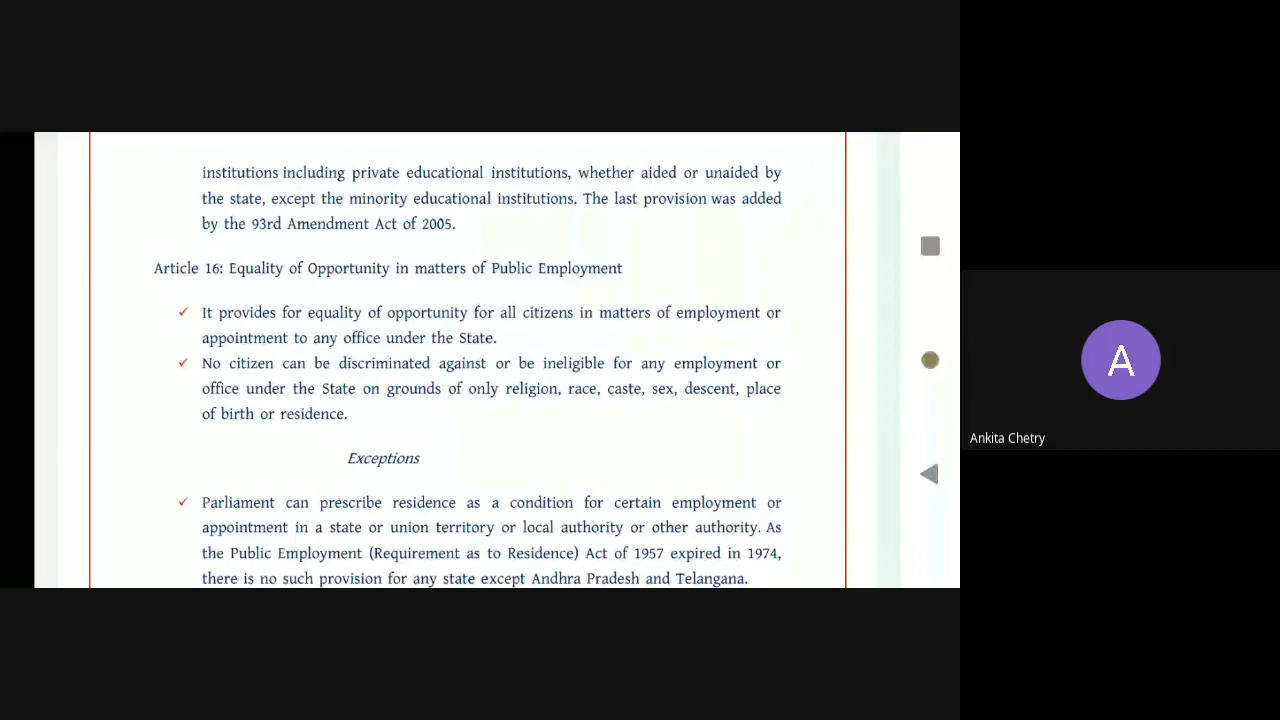 institutions including private educational institutions, whether aided or unaided by
the state, except the minority educational institutions. The last provision was added
by the 93rd Amendment Act of 2005.
Article 16: Equality of Opportunity in matters of Public Employment
✓ It provides for equality of opportunity for all citizens in matters of employment or
appointment to any office under the State.
✓ No citizen can be discriminated against or be ineligible for any employment or
office under the State on grounds of only religion, race, caste, sex, descent, place
of birth or residence.
Exceptions
✓ Parliament can prescribe residence as a condition for certain employment or
appointment in a state or union territory or local authority or other authority. As
the Public Employment (Requirement as to Residence) Act of 1957 expired in 1974,
there is no such provision for any state except Andhra Pradesh and Telangana.
A
Ankita Chetry